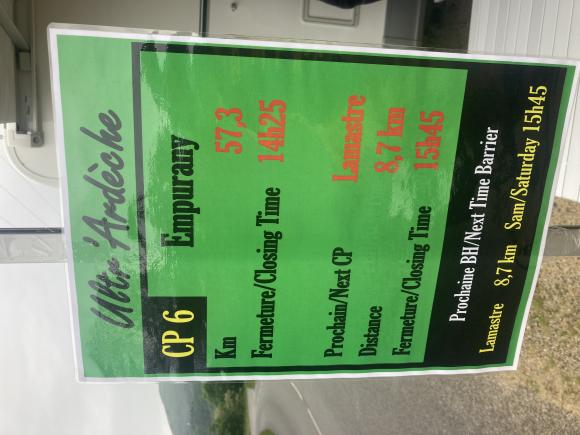 Ultr'Ardèche
CP 6 Empurany
Km 57,3
Fermeture/Closing Time 14h25
Prochain/Next CP Lamastre
Distance 8,7 km
Fermeture/Closing Time 15h45
Prochaine BH/Next Time Barrier
Lamastre 8,7 km Sam/Saturday 15h45